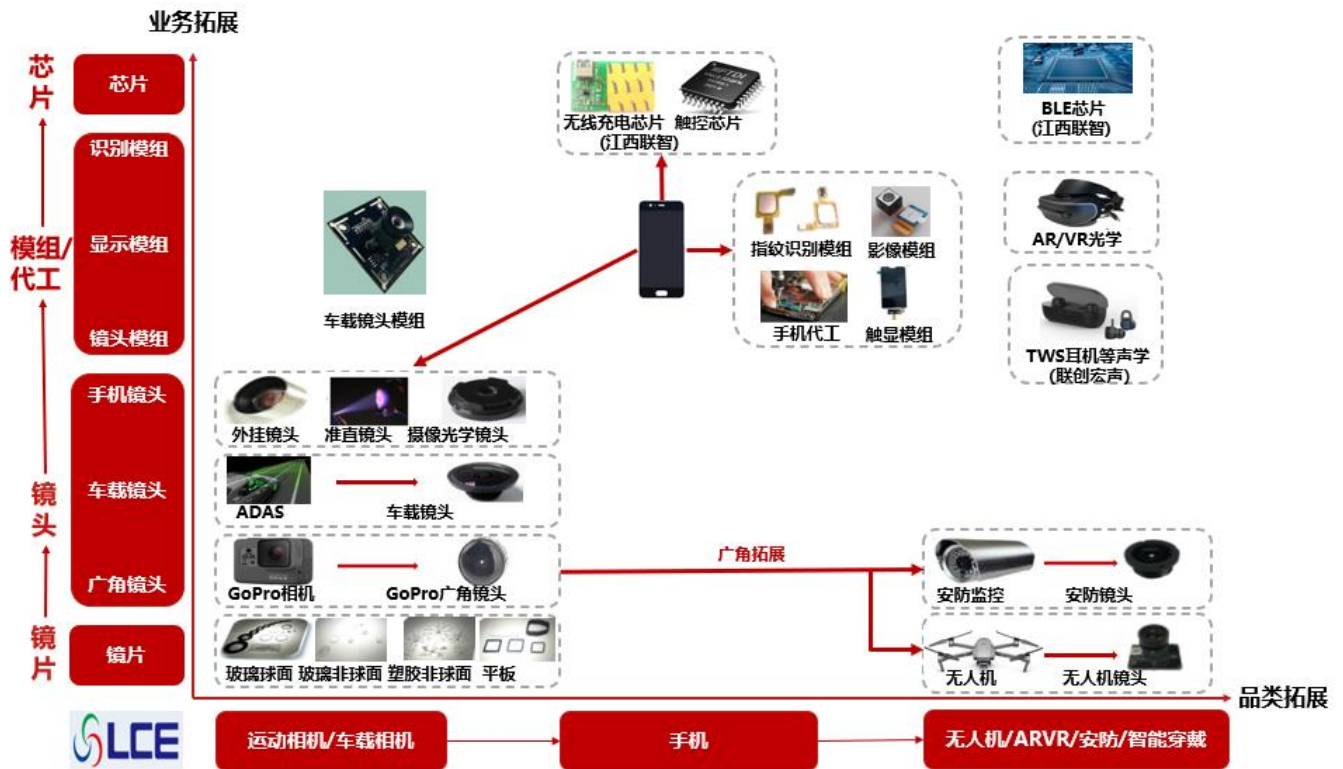 业务拓展
芯片
芯片
识别模组
显示模组
镜头模组
模组/
代工
手机镜头
车载镜头
广角镜头
镜头
镜片
镜片
无线充电芯片
(江西联智)
触控芯片
FTDI
BLE芯片
(江西联智)
车载镜头模组
指纹识别模组
影像模组
手机代工
触显模组
AR/VR光学
TWS耳机等声学
(联创宏声)
外挂镜头
准直镜头
摄像光学镜头
ADAS
车载镜头
GoPro相机
GoPro广角镜头
广角拓展
安防监控
安防镜头
玻璃球面
玻璃非球面
塑胶非球面
平板
无人机
无人机镜头
品类拓展
LCE
运动相机/车载相机
手机
无人机/ARVR/安防/智能穿戴